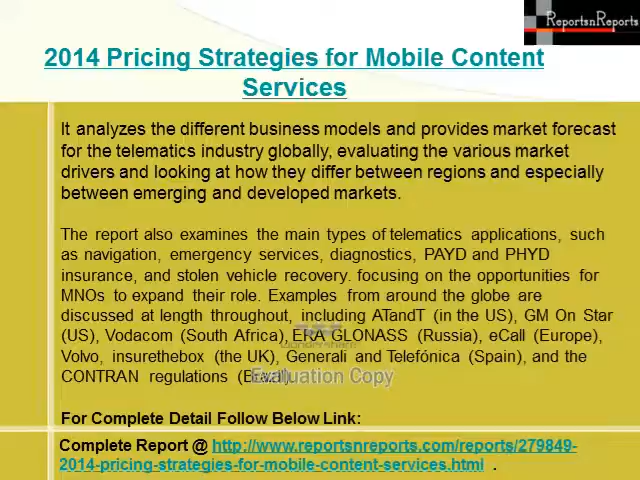 ReportsnReports
2014 Pricing Strategies for Mobile Content
Services
It analyzes the different business models and provides market forecast
for the telematics industry globally, evaluating the various market
drivers and looking at how they differ between regions and especially
between emerging and developed markets.
The report also examines the main types of telematics applications, such
as navigation, emergency services, diagnostics, PAYD and PHYD
insurance, and stolen vehicle recovery. focusing on the opportunities for
MNOs to expand their role. Examples from around the globe are
discussed at length throughout, including ATandT (in the US), GM On Star
(US), Vodacom (South Africa), ERA GLONASS (Russia), eCall (Europe),
Volvo, insurethebox (the UK), Generali and Telefónica (Spain), and the
CONTRAN regulations (Brazil).
Evaluation Copy
For Complete Detail Follow Below Link:
Complete Report @ http://www.reportsnreports.com/reports/279849-
2014-pricing-strategies-for-mobile-content-services.html .